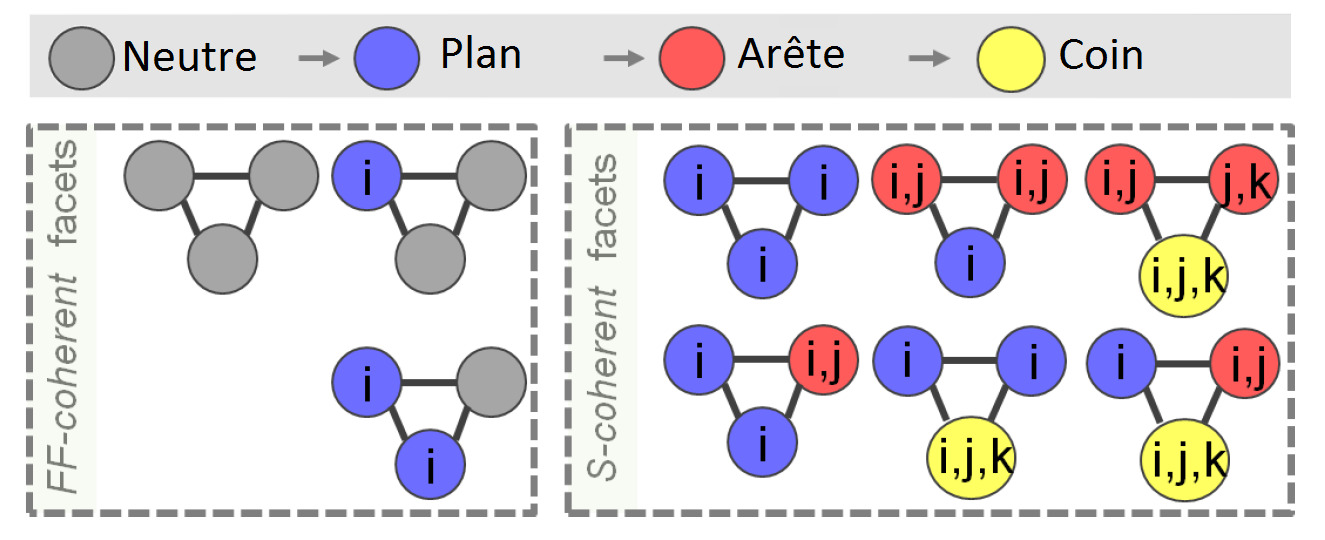 Neutre
Plan
Arête
Coin
FF-coherent facets
i
i
i
S-coherent facets
i
i
i
i,j
i,j
i
i,j
j,k
i,j,k
i
i,j
i
i
i
i,j,k
i
i,j
i,j,k